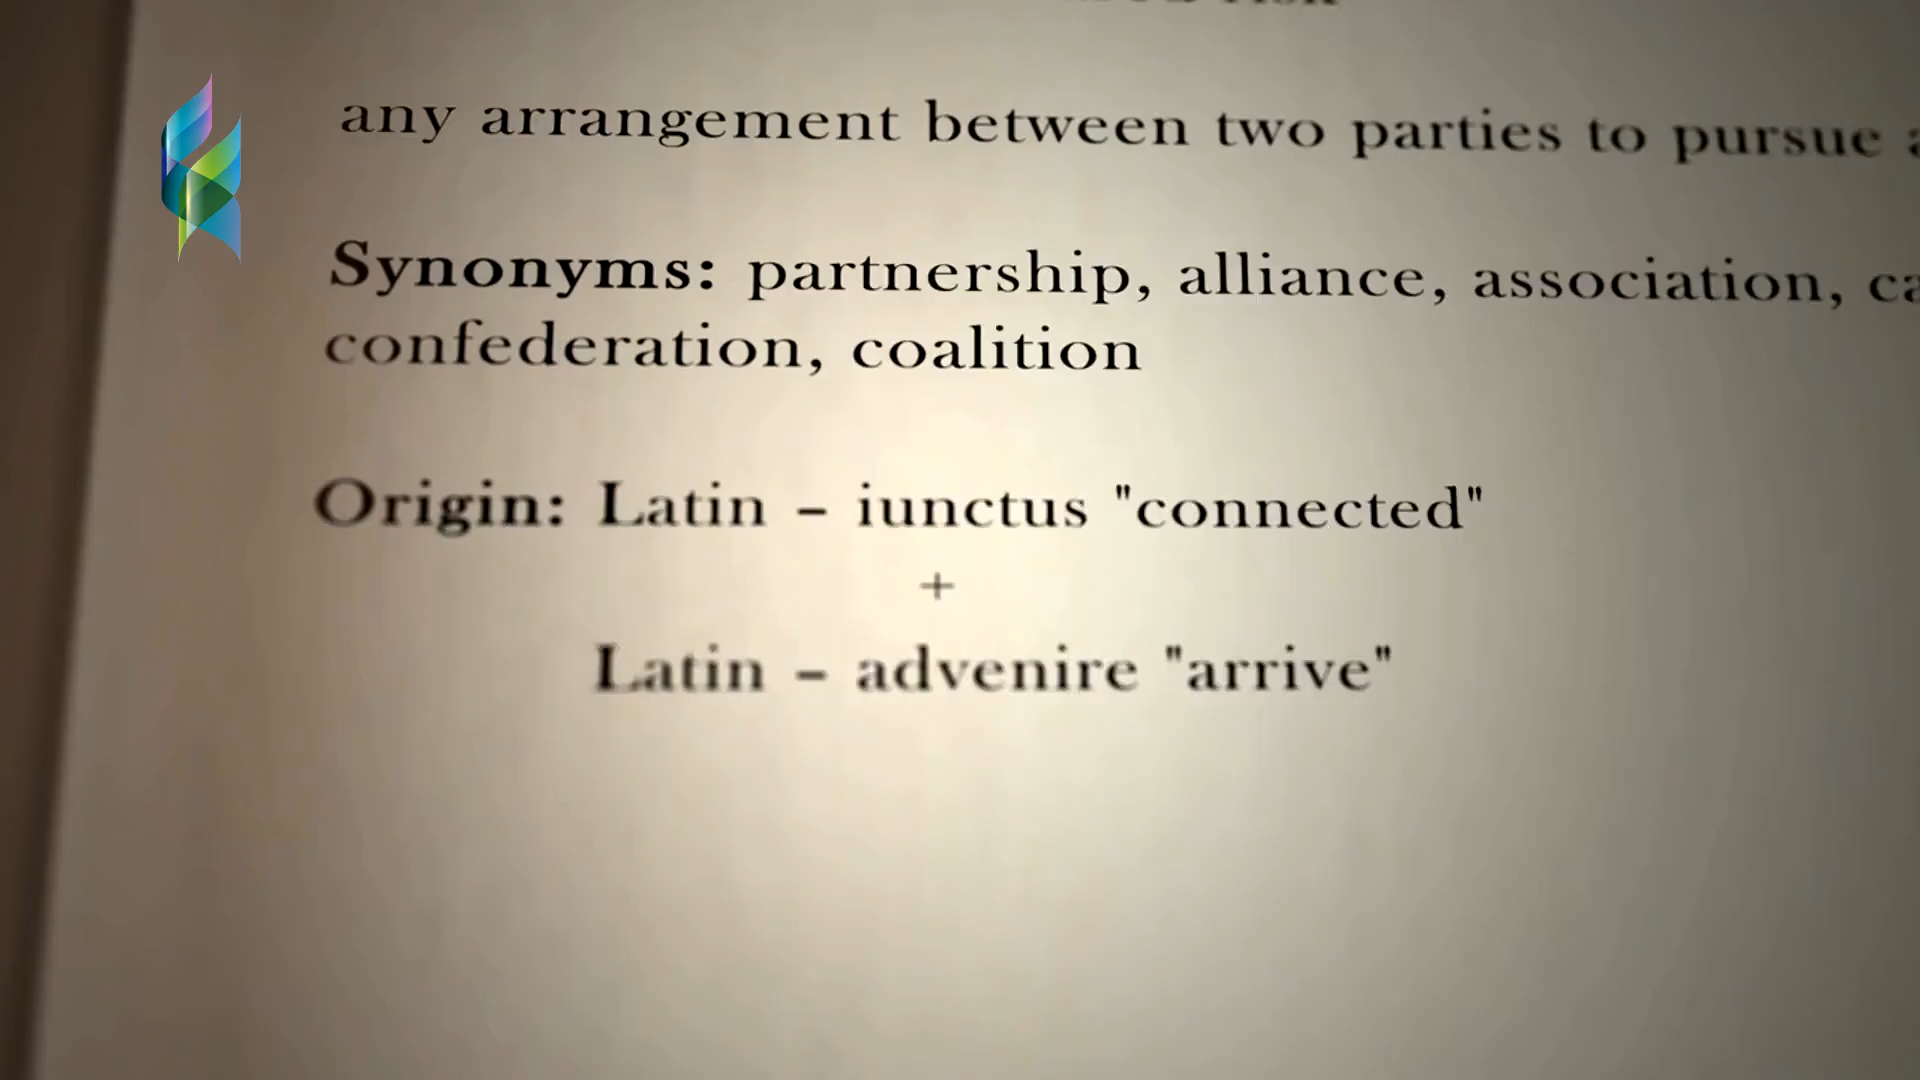 any arrangement between two parties to pursue
Synonyms: partnership, alliance, association,
confederation, coalition
Origin: Latin – iunctus "connected"
+
Latin – advenire "arrive"